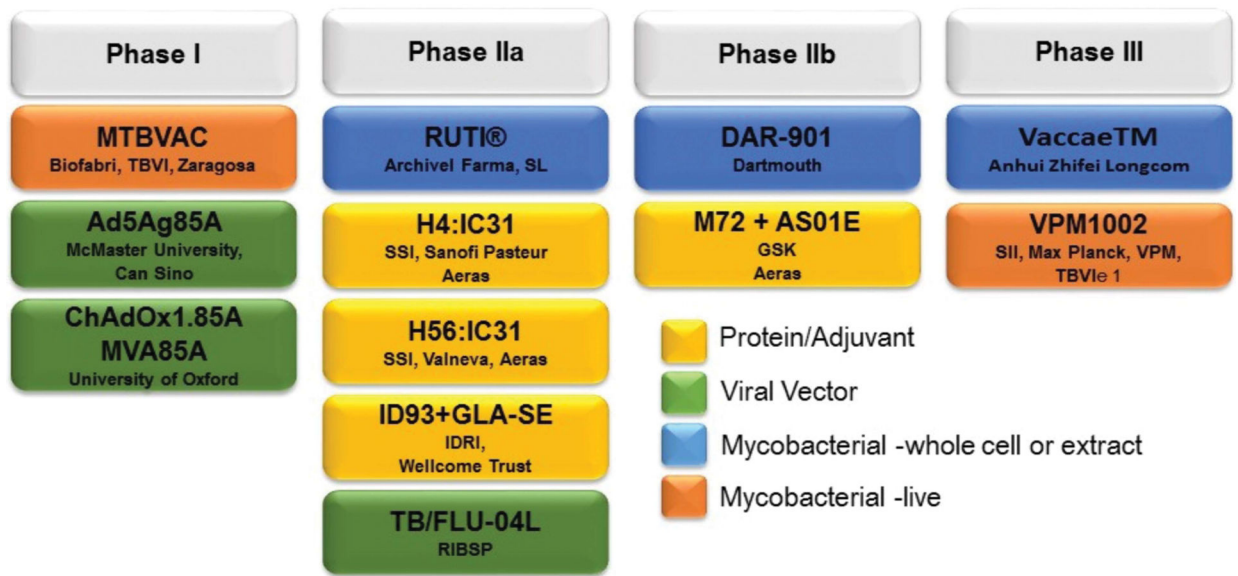 Phase I
MTBVAC
Biofabri, TBVI, Zaragosa
Ad5Ag85A
McMaster University,
Can Sino
ChAdOx1.85A
MVA85A
University of Oxford
Phase IIa
RUTI®
Archivel Farma, SL
H4:IC31
SSI, Sanofi Pasteur
Aeras
H56:IC31
SSI, Valneva, Aeras
ID93+GLA-SE
IDRI,
Wellcome Trust
TB/FLU-04L
RIBSP
Phase IIb
DAR-901
Dartmouth
M72 + AS01E
GSK
Aeras
Phase III
VaccaeTM
Anhui Zhifei Longcom
VPM1002
SII, Max Planck, VPM,
TBVIe 1
Protein/Adjuvant
Viral Vector
Mycobacterial -whole cell or extract
Mycobacterial -live